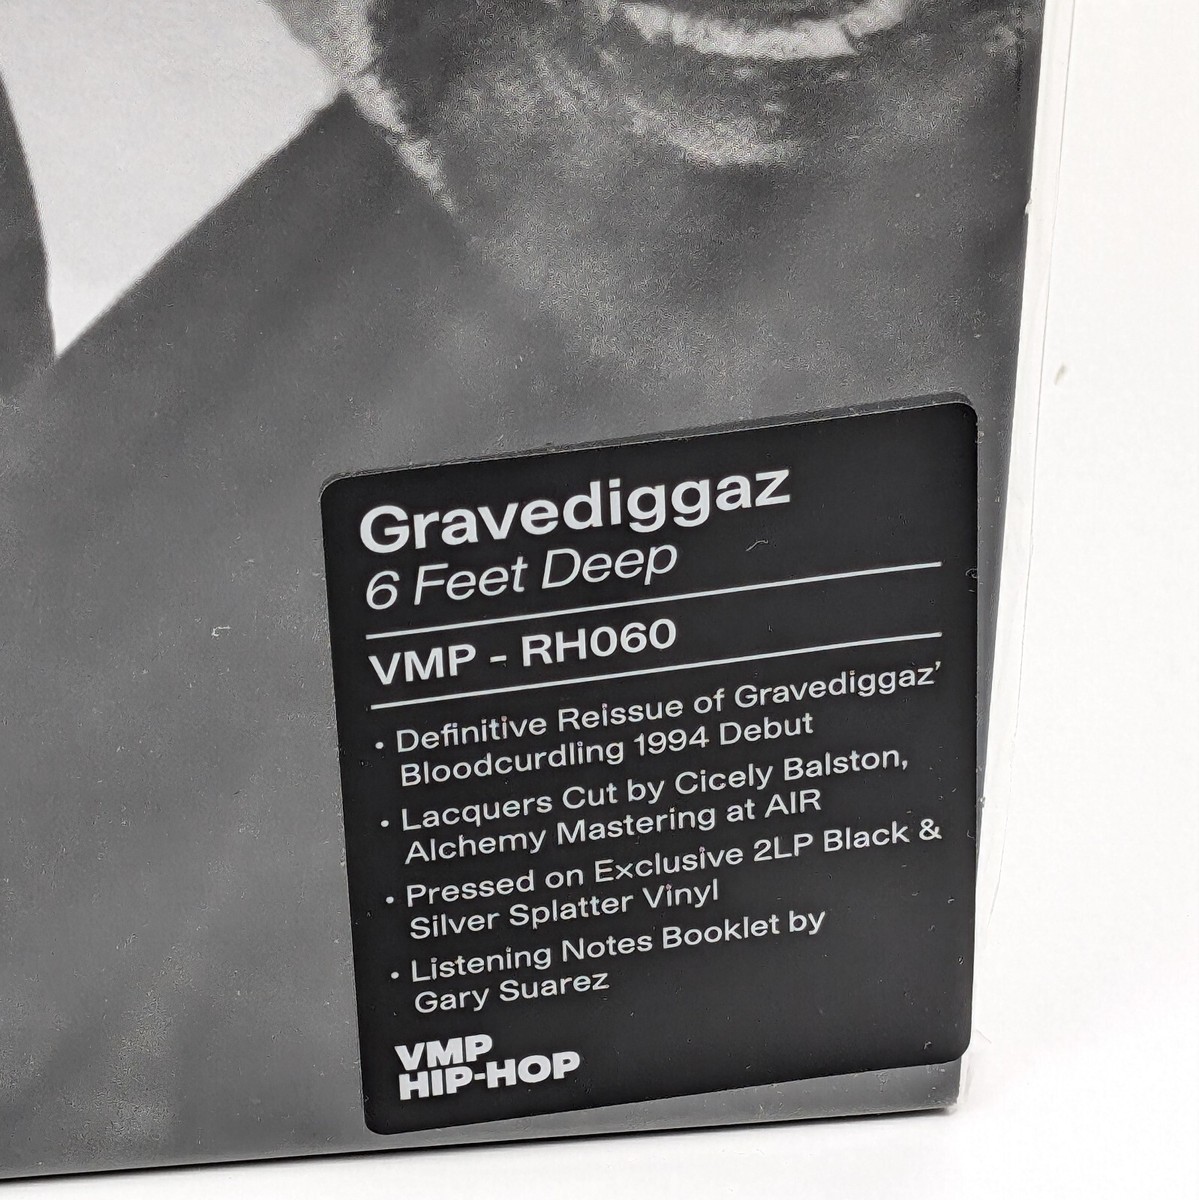 Gravediggaz
6 Feet Deep
VMP - RH060
• Definitive Reissue of Gravediggaz'
Bloodcurdling 1994 Debut
• Lacquers Cut by Cicely Balston,
Alchemy Mastering at AIR
• Pressed on Exclusive 2LP Black &
Silver Splatter Vinyl
• Listening Notes Booklet by
Gary Suarez
VMP
HIP-HOP